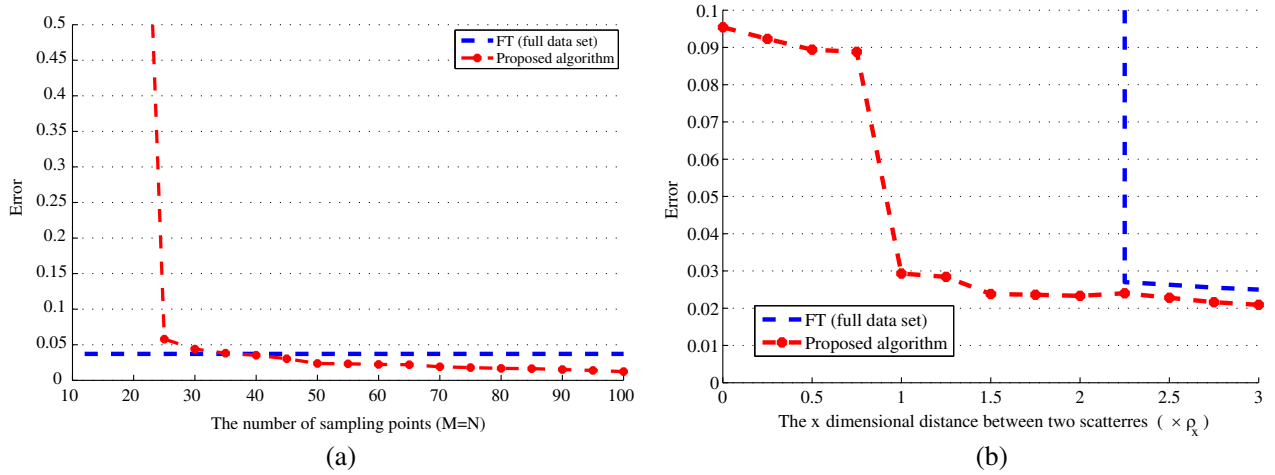 0.5
0.45
0.4
0.35
0.3
0.25
0.2
0.15
0.1
0.05
0
Error
10 20 30 40 50 60 70 80 90 100
The number of sampling points (M=N)
FT (full data set)
Proposed algorithm
(a)
0.1
0.09
0.08
0.07
0.06
0.05
0.04
0.03
0.02
0.01
0
Error
0 0.5 1 1.5 2 2.5 3
The x dimensional distance between two scatterres ( × ρx)
FT (full data set)
Proposed algorithm
(b)